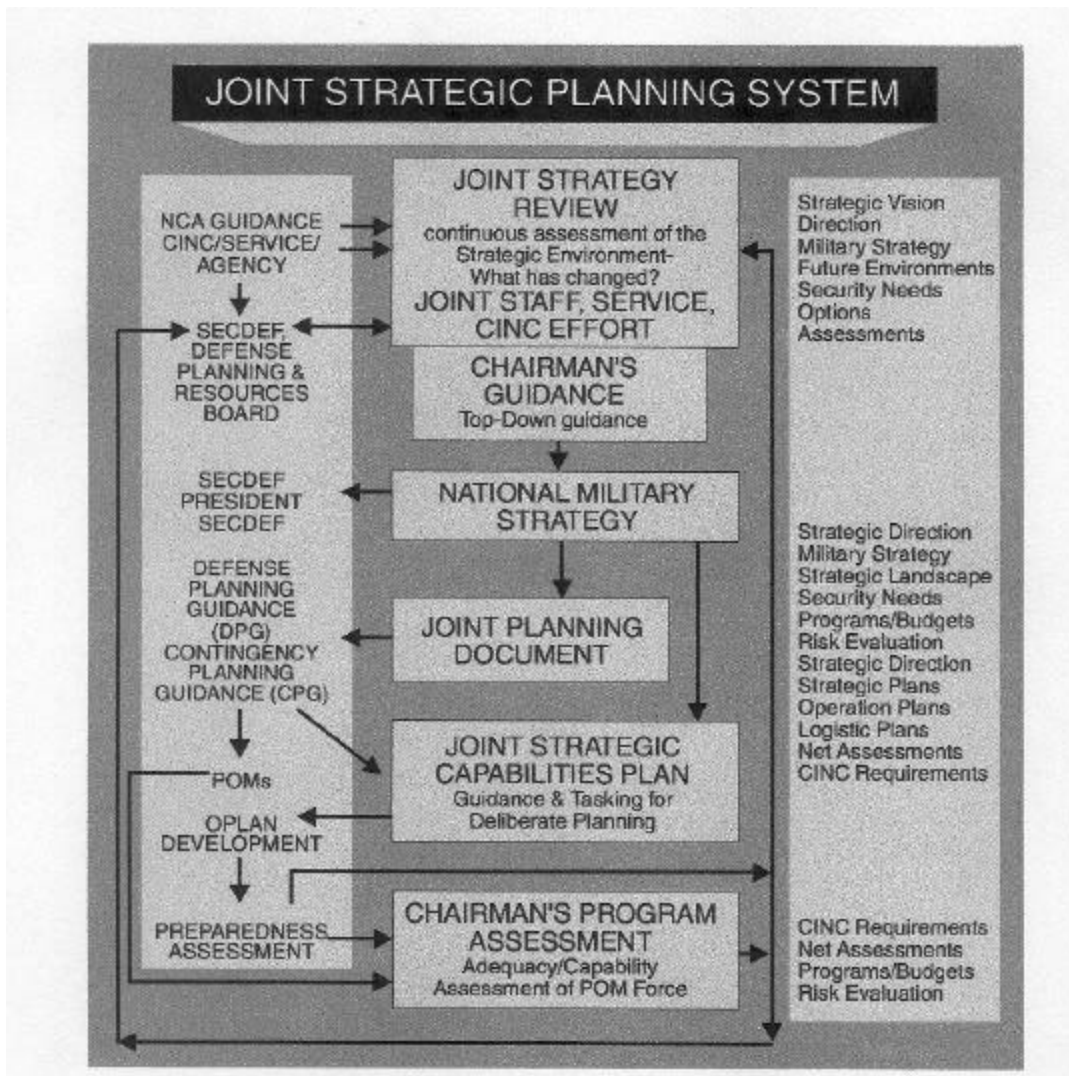 JOINT STRATEGIC PLANNING SYSTEM
NCA GUIDANCE
CINC/SERVICE/
AGENCY
SECDEF,
DEFENSE
PLANNING &
RESOURCES
BOARD
SECDEF
PRESIDENT
SECDEF
DEFENSE
PLANNING
GUIDANCE
(DPG)
CONTINGENCY
PLANNING
GUIDANCE (CPG)
POMs
OPLAN
DEVELOPMENT
PREPAREDNESS
ASSESSMENT
JOINT STRATEGY
REVIEW
continuous assessment of the
Strategic Environment-
What has changed?
JOINT STAFF, SERVICE,
CINC EFFORT
CHAIRMAN'S
GUIDANCE
Top-Down guidance
NATIONAL MILITARY
STRATEGY
JOINT PLANNING
DOCUMENT
JOINT STRATEGIC
CAPABILITIES PLAN
Guidance & Tasking for
Deliberate Planning
CHAIRMAN'S PROGRAM
ASSESSMENT
Adequacy/Capability
Assessment of POM Force
Strategic Vision
Direction
Military Strategy
Future Environments
Security Needs
Options
Assessments
Strategic Direction
Military Strategy
Strategic Landscape
Security Needs
Programs/Budgets
Risk Evaluation
Strategic Direction
Strategic Plans
Operation Plans
Logistic Plans
Net Assessments
CINC Requirements
CINC Requirements
Net Assessments
Programs/Budgets
Risk Evaluation